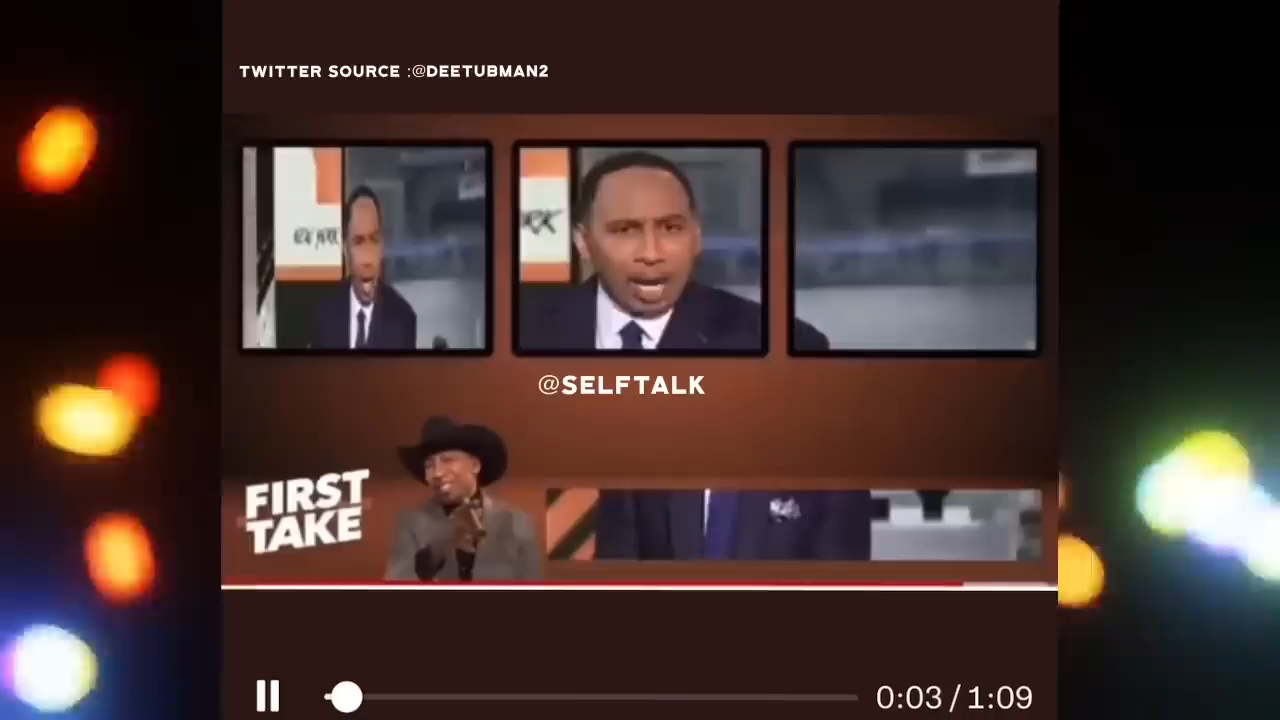 TWITTER SOURCE :@DEETUBMAN2
@SELFTALK
FIRST
TAKE
0:03 / 1:09